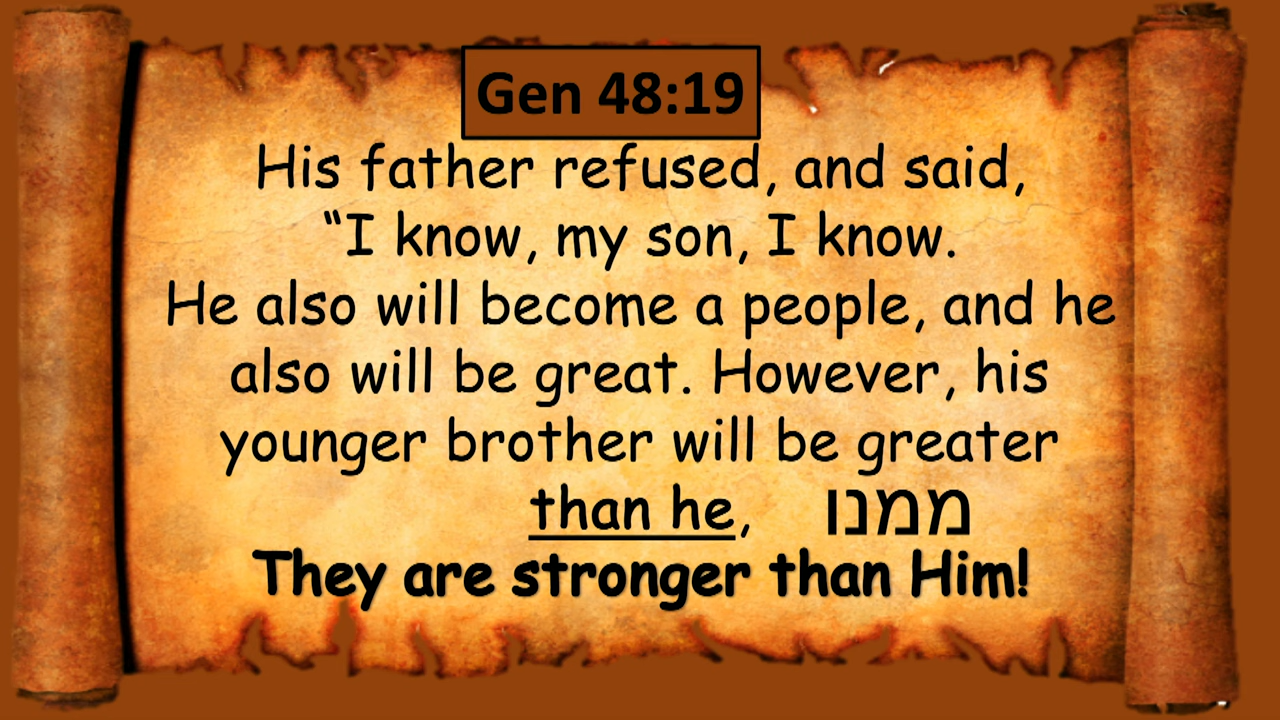 Gen 48:19
His father refused, and said,
“I know, my son, I know.
He also will become a people, and he
also will be great. However, his
younger brother will be greater
than he, ממנו
They are stronger than Him!